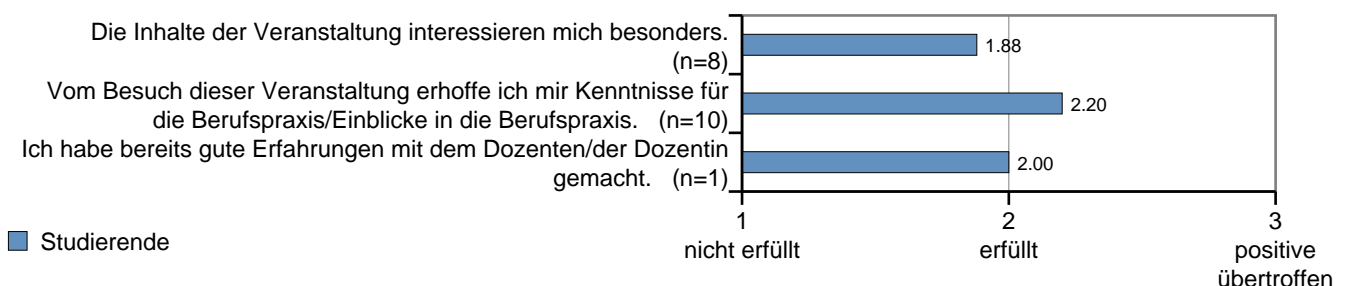 Die Inhalte der Veranstaltung interessieren mich besonders.
(n=8)
1.88
Vom Besuch dieser Veranstaltung erhoffe ich mir Kenntnisse für
die Berufspraxis/Einblicke in die Berufspraxis. (n=10)
2.20
Ich habe bereits gute Erfahrungen mit dem Dozenten/der Dozentin
gemacht. (n=1)
2.00
1 2 3
nicht erfüllt erfüllt positive
übertroffen
Studierende